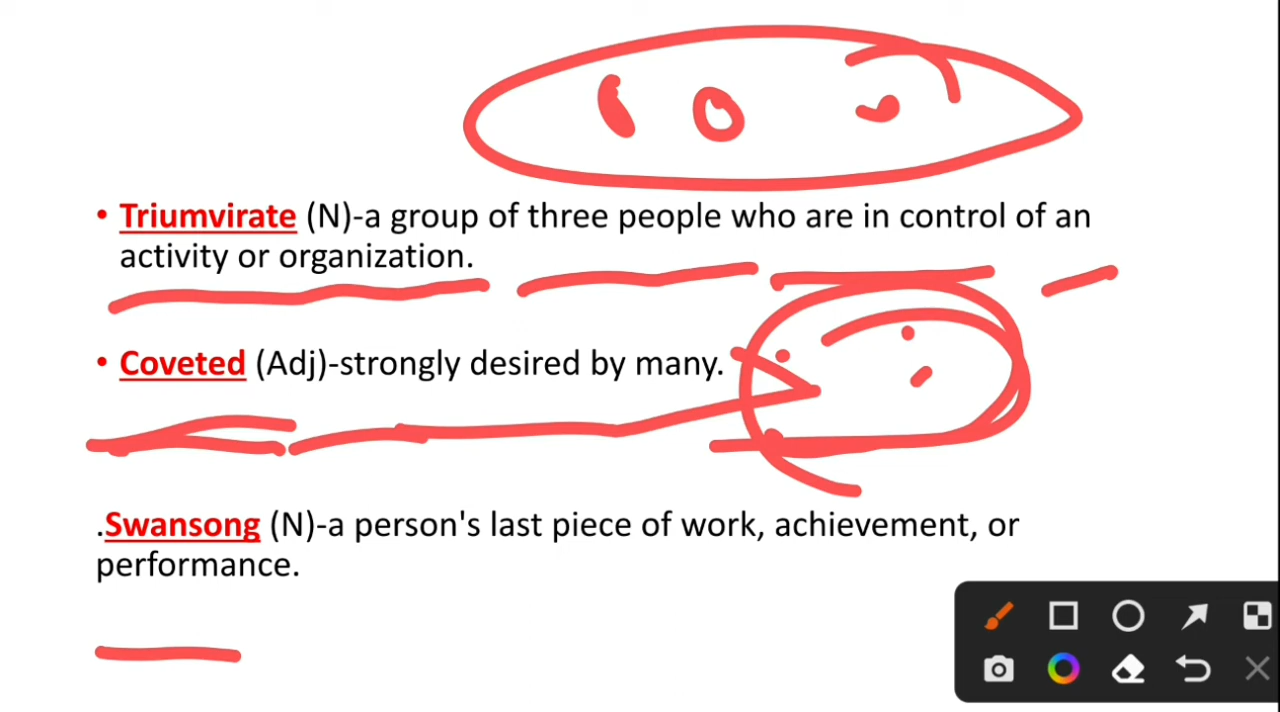 • Triumvirate (N)-a group of three people who are in control of an
activity or organization.
• Coveted (Adj)-strongly desired by many.
.Swansong (N)-a person's last piece of work, achievement, or
performance.